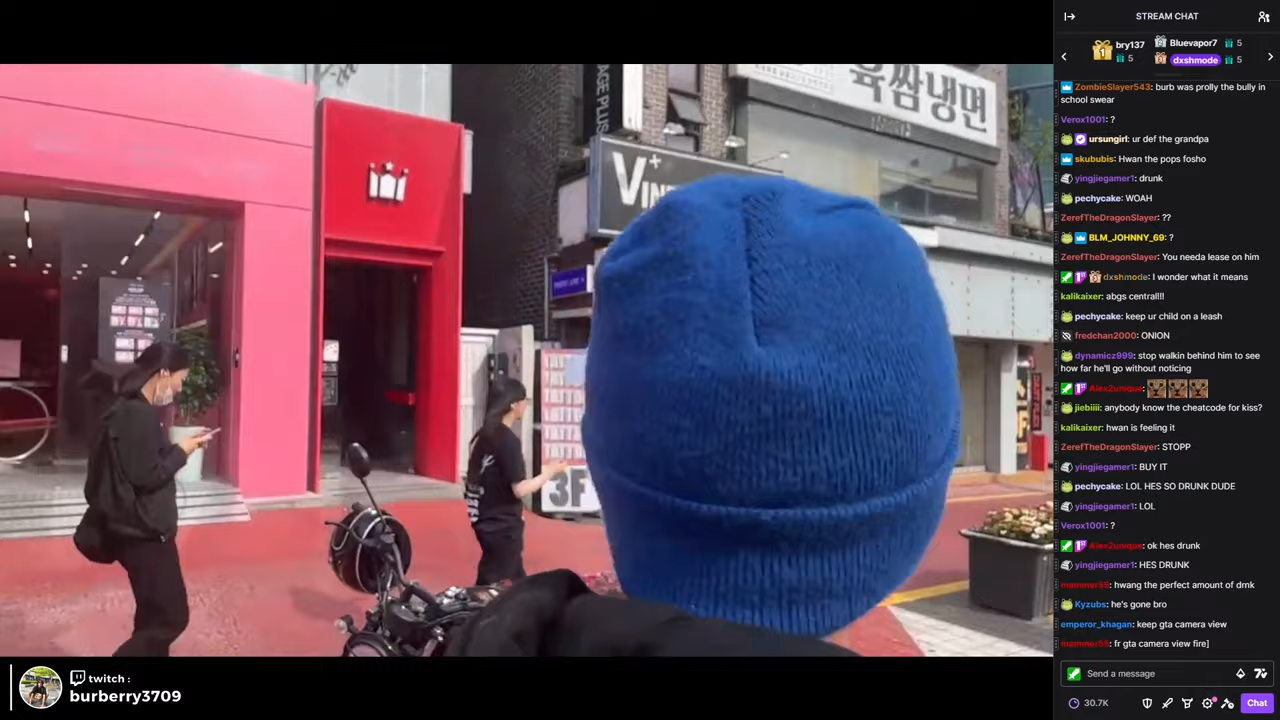 AGE PLUS
육쌈냉면
V+
3F
twitch :
burberry3709
STREAM CHAT
bry137
5
Bluevapor7 5
dxshmode 5
ZombieSlayer543: burb was prolly the bully in
school swear
Verox1001: ?
ursungirl: ur def the grandpa
skububis: Hwan the pops fosho
yingjiegamer1: drunk
pechycake: WOAH
ZerefTheDragonSlayer: ??
BLM_JOHNNY_69: ?
ZerefTheDragonSlayer: You needa lease on him
dxshmode: I wonder what it means
kalikaixer: abgs central!!!
pechycake: keep ur child on a leash
fredchan2000: ONION
dynamicz999: stop walkin behind him to see
how far he'll go without noticing
Alex2unique:
jiebiiii: anybody know the cheatcode for kiss?
kalikaixer: hwan is feeling it
ZerefTheDragonSlayer: STOPP
yingjiegamer1: BUY IT
pechycake: LOL HES SO DRUNK DUDE
yingjiegamer1: LOL
Verox1001: ?
Alex2unique: ok hes drunk
yingjiegamer1: HES DRUNK
mammer55: hwang the perfect amount of dmk
Kyzubs: he's gone bro
emperor_khagan: keep gta camera view
mammer55: fr gta camera view fire]
Send a message
30.7K
Chat